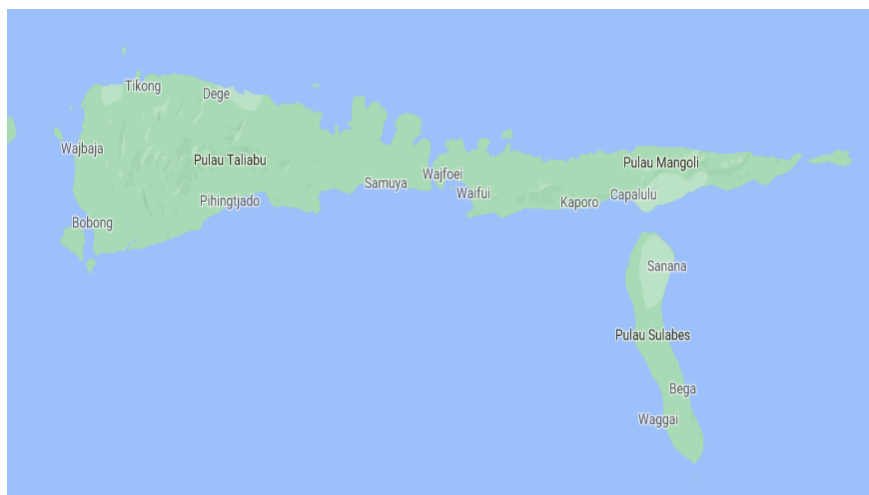 Tikong
Dege
Wajbaja
Pulau Taliabu
Pulau Mangoli
Wajfoei
Samuya
Waifui
Capalulu
Pihingtjado
Kaporo
Bobong
Sanana
Pulau Sulabes
Bega
Waggai